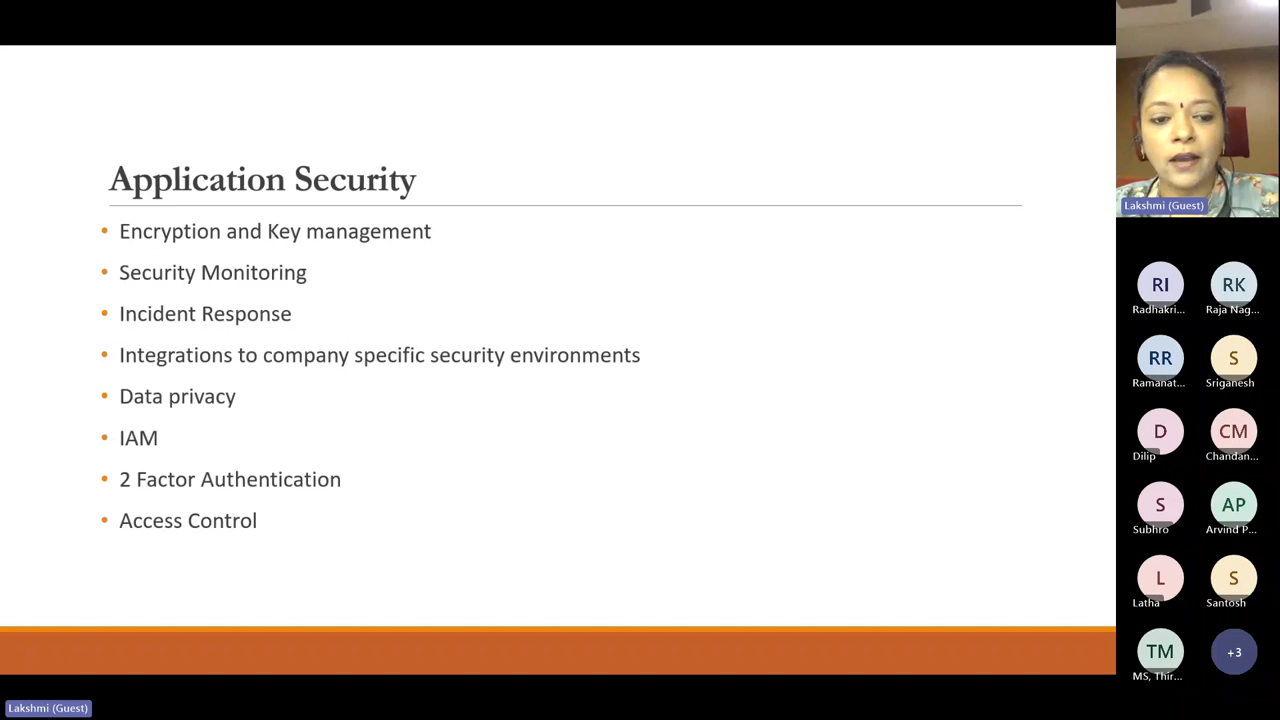 Application Security
• Encryption and Key management
• Security Monitoring
• Incident Response
• Integrations to company specific security environments
• Data privacy
• IAM
• 2 Factor Authentication
• Access Control
Lakshmi (Guest)
RI
Radhakri...
RK
Raja Nag...
RR
Ramanat...
S
Sriganesh
D
Dilip
CM
Chandan...
S
Subhro
AP
Arvind P...
L
Latha
S
Santosh
TM
MS, Thir...
+3
Lakshmi (Guest)